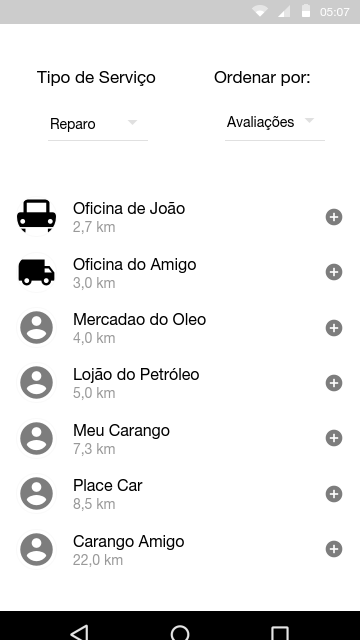 05:07
Tipo de Serviço
Ordenar por:
Reparo
Avaliações
Oficina de João
2,7 km
Oficina do Amigo
3,0 km
Mercadao do Oleo
4,0 km
Lojão do Petróleo
5,0 km
Meu Carango
7,3 km
Place Car
8,5 km
Carango Amigo
22,0 km